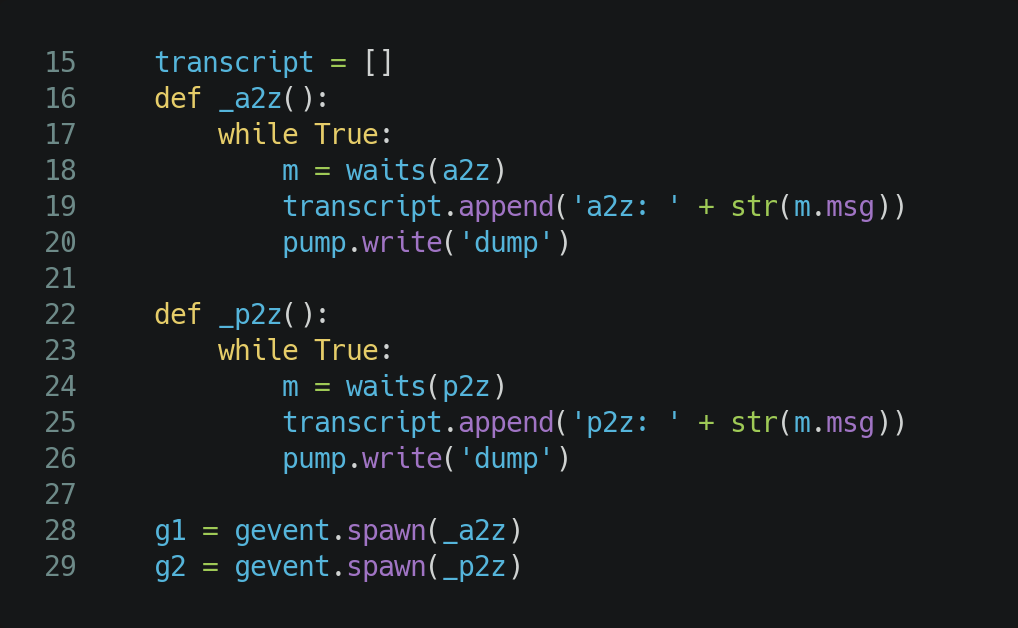 15     transcript = []
16     def _a2z():
17         while True:
18             m = waits(a2z)
19             transcript.append('a2z: ' + str(m.msg))
20             pump.write('dump')
21
22     def _p2z():
23         while True:
24             m = waits(p2z)
25             transcript.append('p2z: ' + str(m.msg))
26             pump.write('dump')
27
28     g1 = gevent.spawn(_a2z)
29     g2 = gevent.spawn(_p2z)